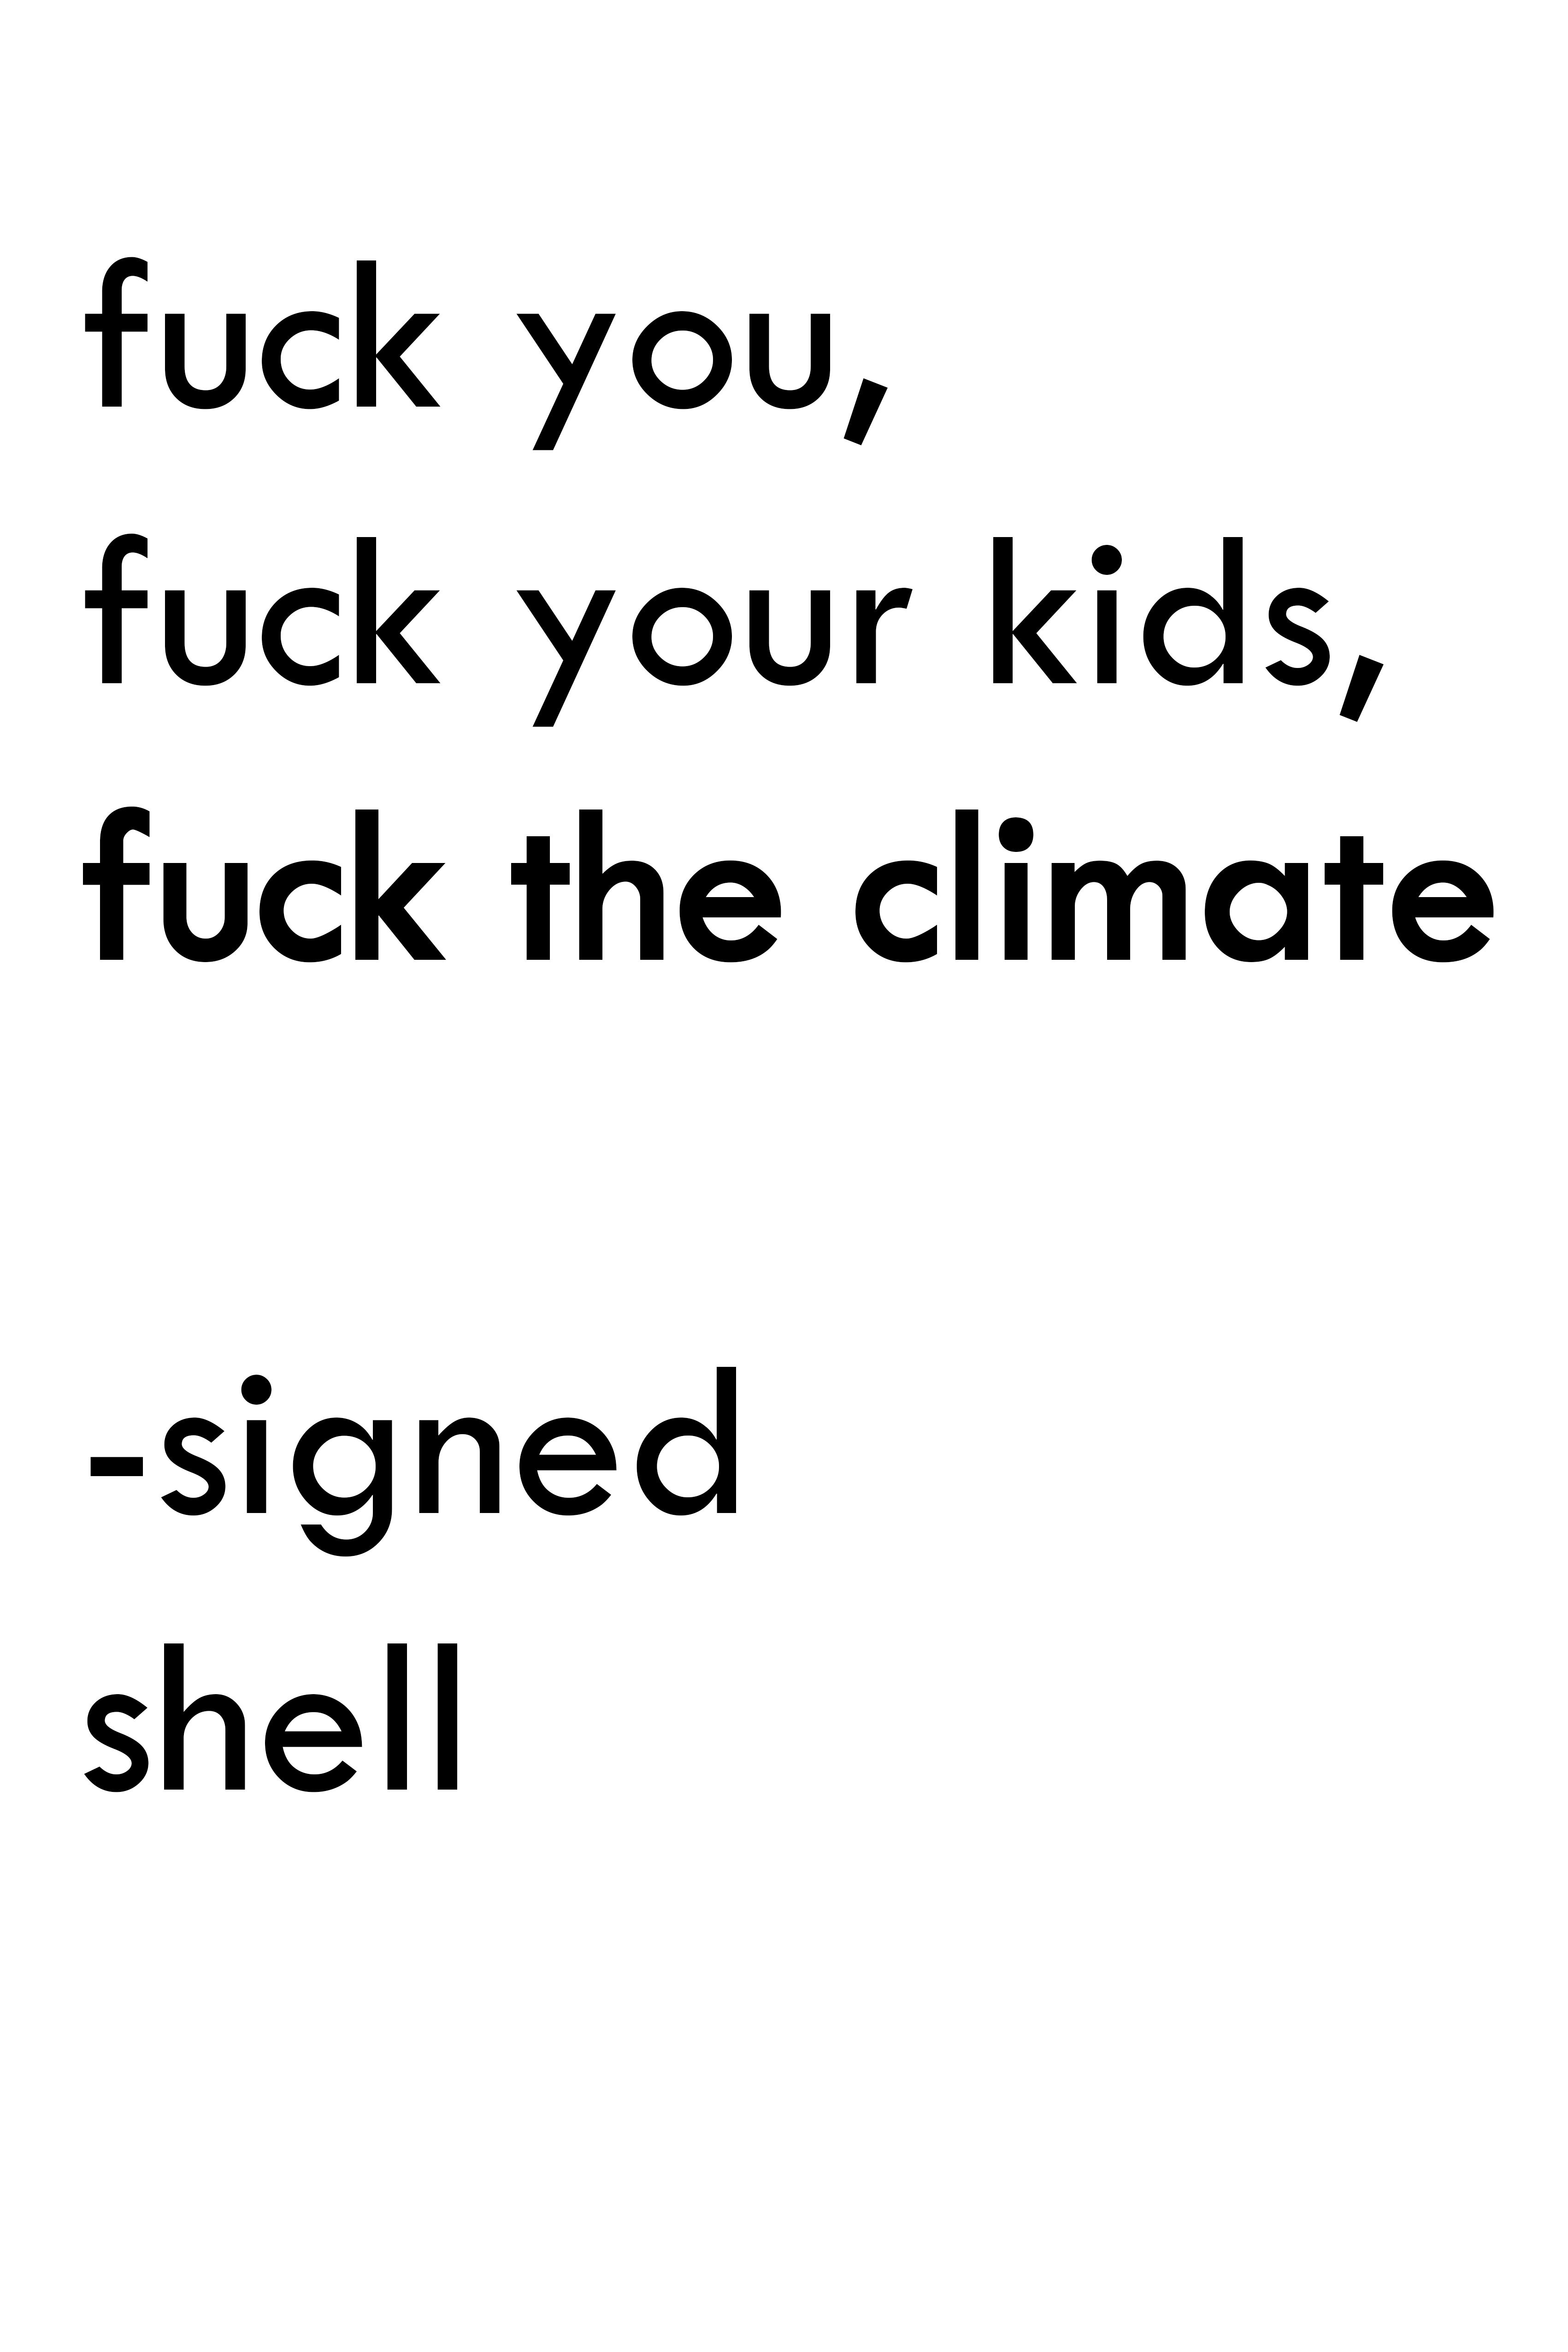 fuck you,
fuck your kids,
fuck the climate
-signed
shell